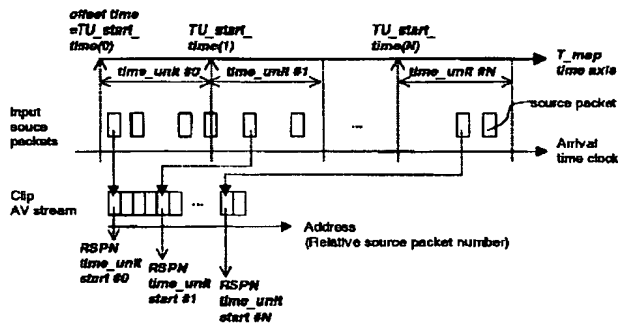 offset time
=TU_start_
time(0)
TU_start_
time(1)
TU_start_
time(N)
T_map
time axis
time_unit #0
time_unit #1
time_unit #N
Input
souce
packets
source packet
...
Arrival
time clock
Clip
AV stream
...
Address
(Relative source packet number)
RSPN
time_unit
start #0
RSPN
time_unit
start #1
RSPN
time_unit
start #N